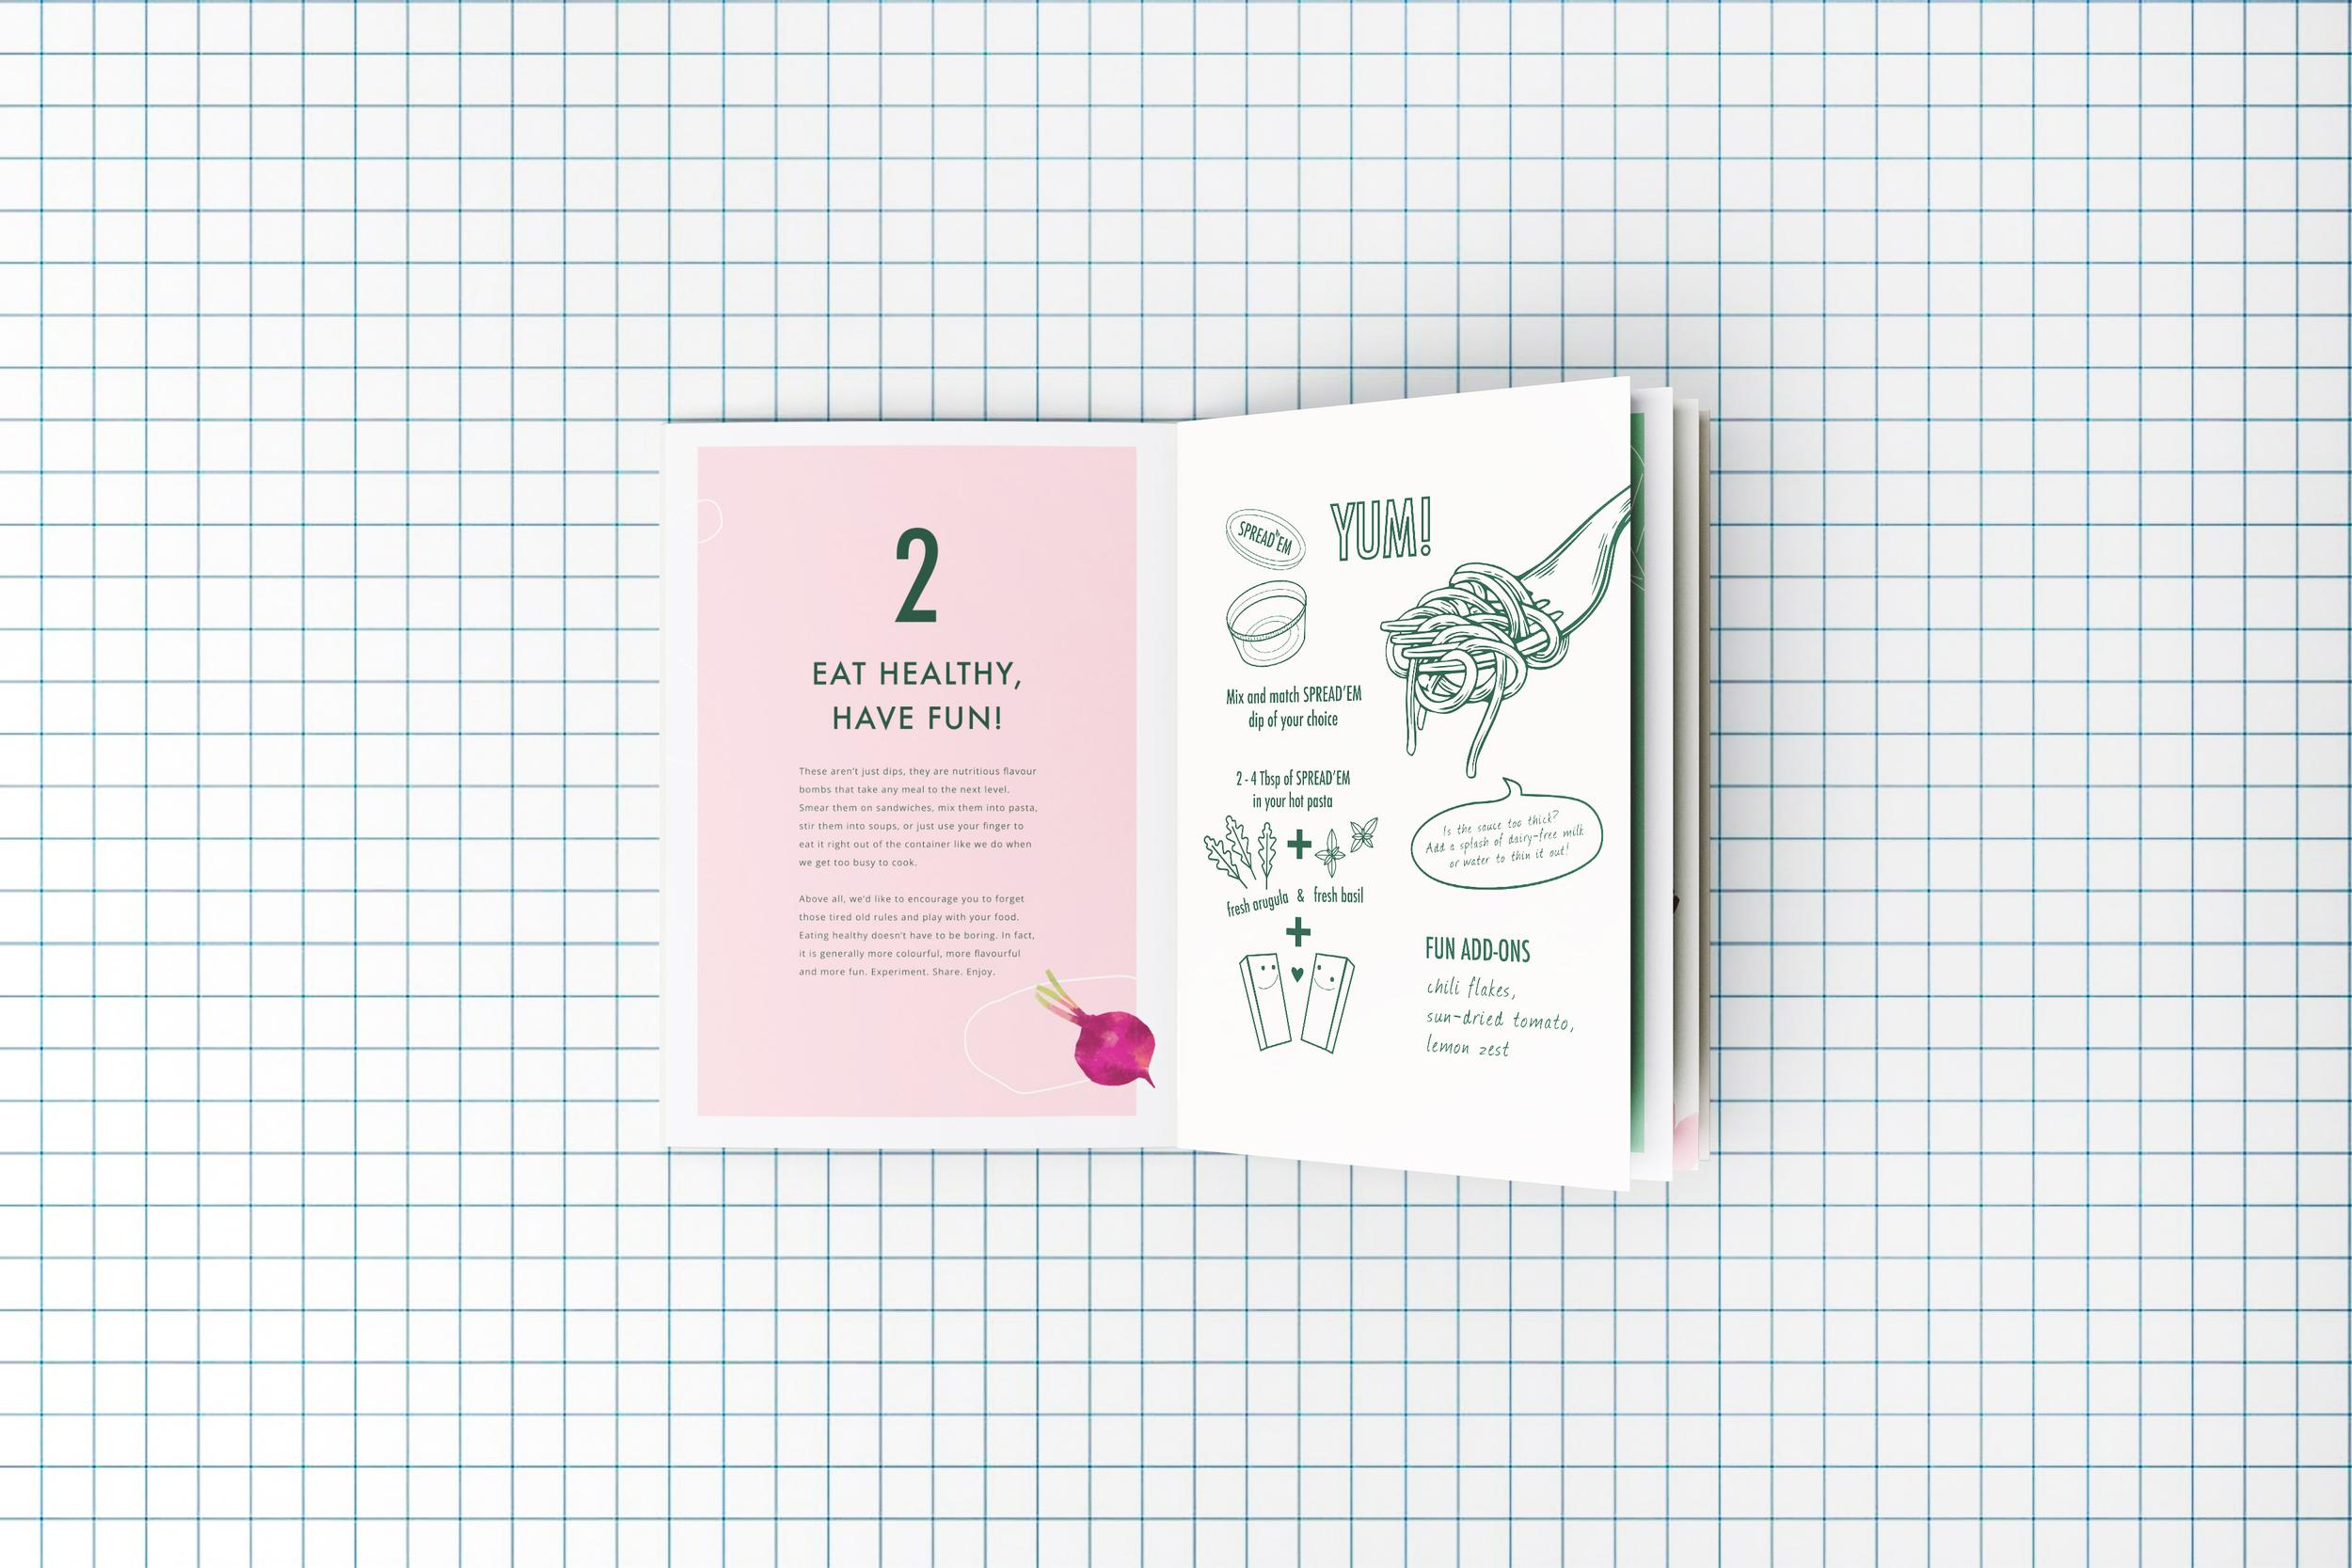 2
EAT HEALTHY,
HAVE FUN!
These aren't just dips, they are nutritious flavour
bombs that take any meal to the next level.
Smear them on sandwiches, mix them into pasta,
stir them into soups, or just use your finger to
eat it right out of the container like we do when
we get too busy to cook.
Above all, we'd like to encourage you to forget
those tired old rules and play with your food.
Eating healthy doesn't have to be boring. In fact,
it is generally more colourful, more flavourful
and more fun. Experiment. Share. Enjoy.
SPREAD'EM
YUM!
Mix and match SPREAD'EM
dip of your choice
2 - 4 Tbsp of SPREAD'EM
in your hot pasta
+
fresh arugula & fresh basil
+
Is the sauce too thick?
Add a splash of dairy-free milk
or water to thin it out!
FUN ADD-ONS
chili flakes,
sun-dried tomato,
lemon zest